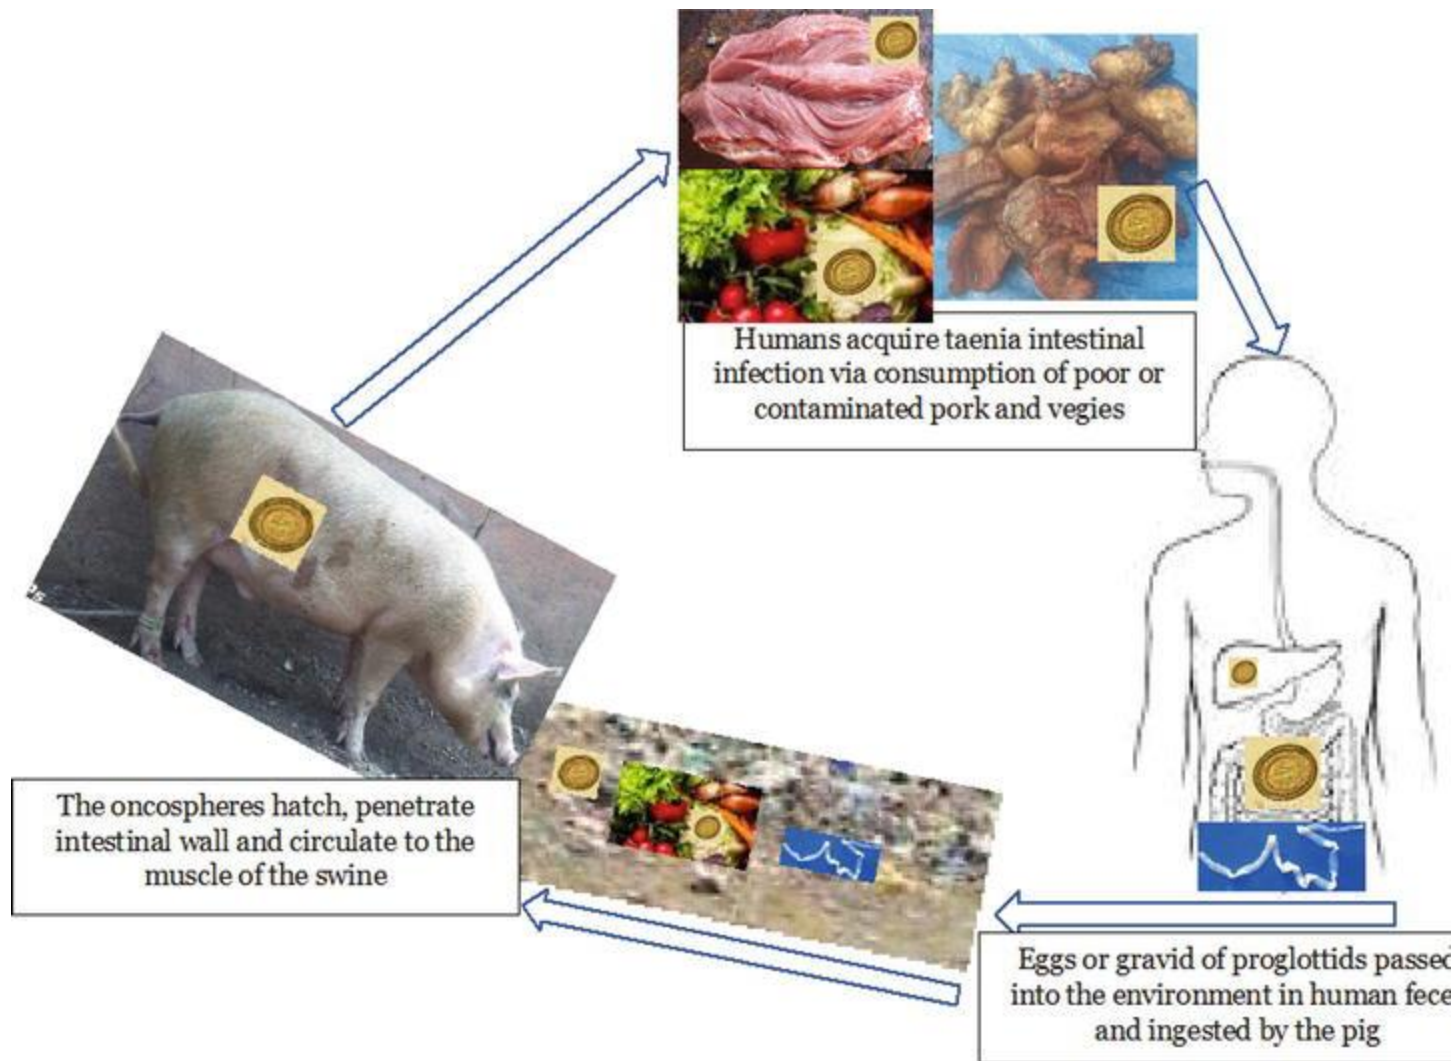 Humans acquire taenia intestinal
infection via consumption of poor or
contaminated pork and vegies
The oncospheres hatch, penetrate
intestinal wall and circulate to the
muscle of the swine
Eggs or gravid of proglottids passed
into the environment in human fece
and ingested by the pig